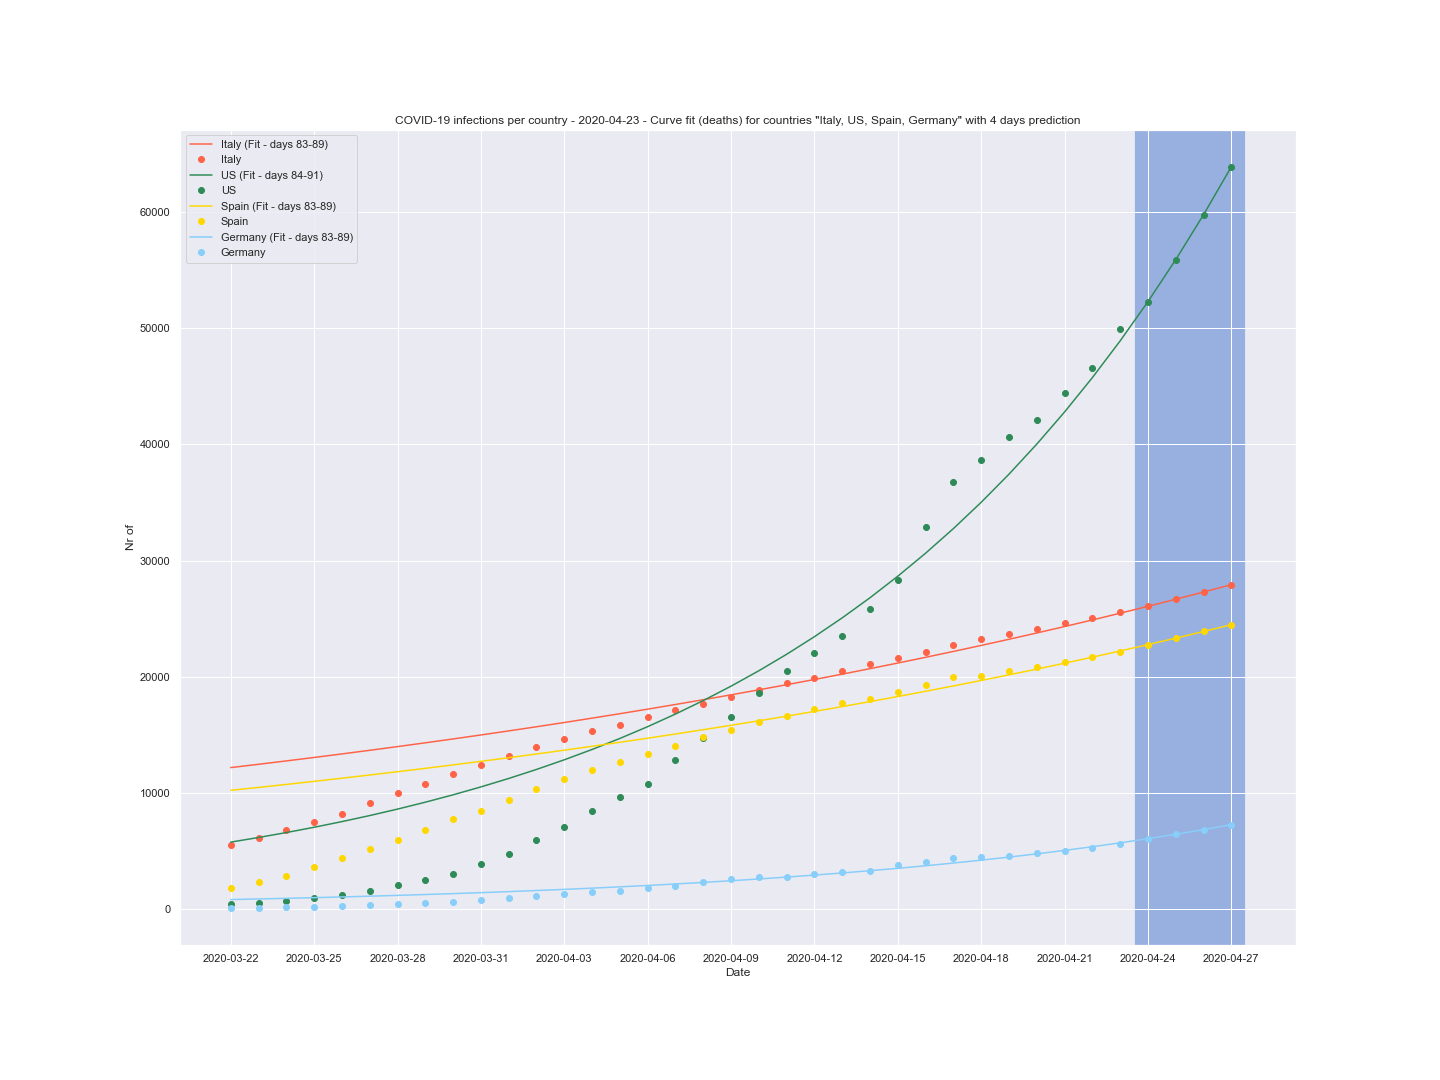 COVID-19 infections per country - 2020-04-23 - Curve fit (deaths) for countries "Italy, US, Spain, Germany" with 4 days prediction
Italy (Fit - days 83-89)
Italy
US (Fit - days 84-91)
US
Spain (Fit - days 83-89)
Spain
Germany (Fit - days 83-89)
Germany
60000
50000
40000
30000
20000
10000
0
Nr of
2020-03-22 2020-03-25 2020-03-28 2020-03-31 2020-04-03 2020-04-06 2020-04-09 2020-04-12 2020-04-15 2020-04-18 2020-04-21 2020-04-24 2020-04-27
Date